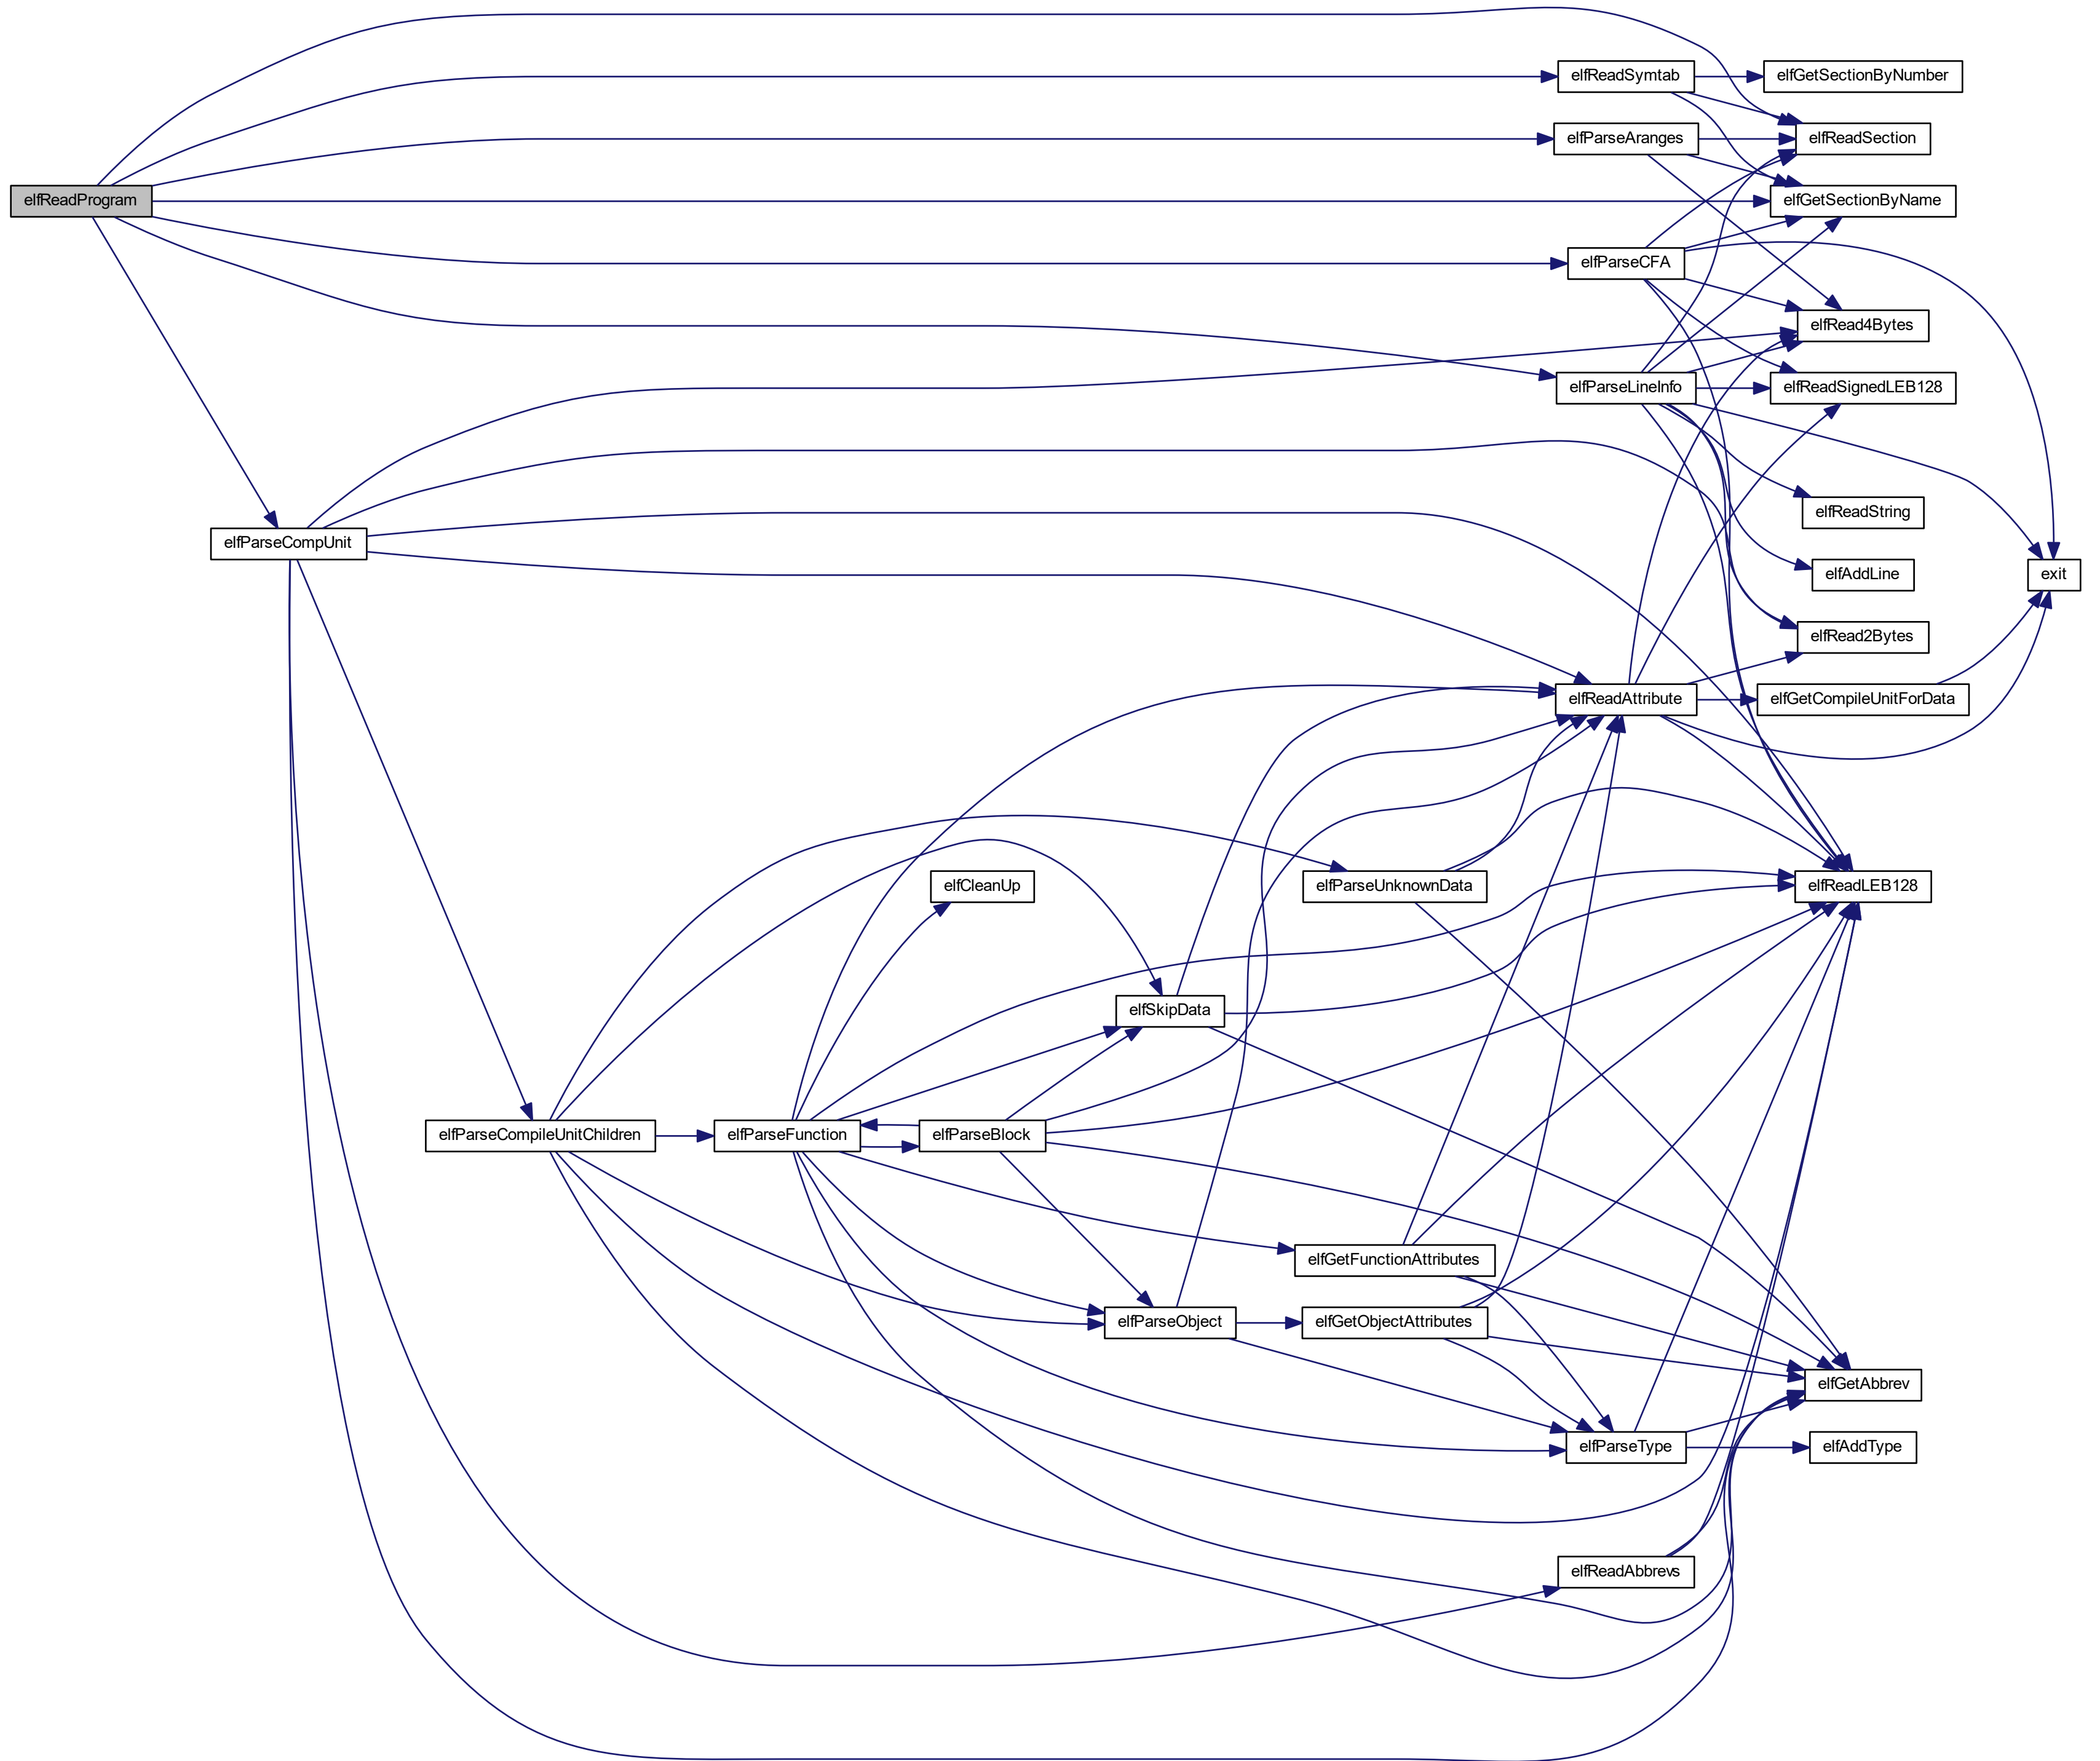 elfReadSymtab
elfGetSectionByNumber
elfParseAranges
elfReadSection
elfReadProgram
elfGetSectionByName
elfParseCFA
elfRead4Bytes
elfParseLineInfo
elfReadSignedLEB128
elfReadString
elfParseCompUnit
elfAddLine
exit
elfRead2Bytes
elfReadAttribute
elfGetCompileUnitForData
elfCleanUp
elfParseUnknownData
elfReadLEB128
elfSkipData
elfParseCompileUnitChildren
elfParseFunction
elfParseBlock
elfGetFunctionAttributes
elfParseObject
elfGetObjectAttributes
elfGetAbbrev
elfParseType
elfAddType
elfReadAbbrevs